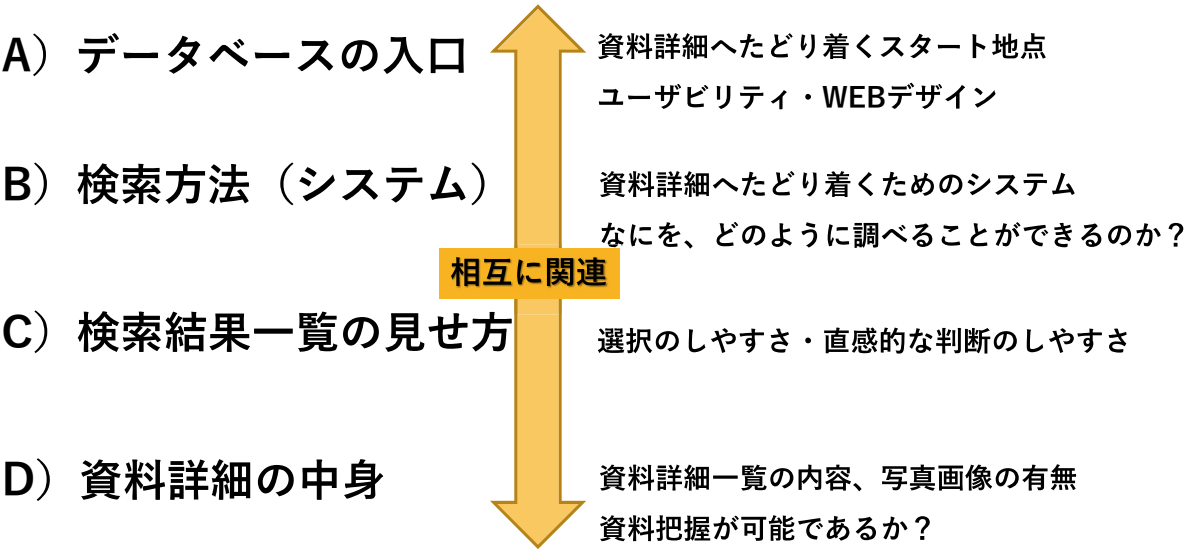 A）データベースの入口
資料詳細へたどり着くスタート地点
ユーザビリティ・WEBデザイン
B）検索方法（システム）
資料詳細へたどり着くためのシステム
なにを、どのように調べることができるのか？
相互に関連
C）検索結果一覧の見せ方
選択のしやすさ・直感的な判断のしやすさ
D）資料詳細の中身
資料詳細一覧の内容、写真画像の有無
資料把握が可能であるか？